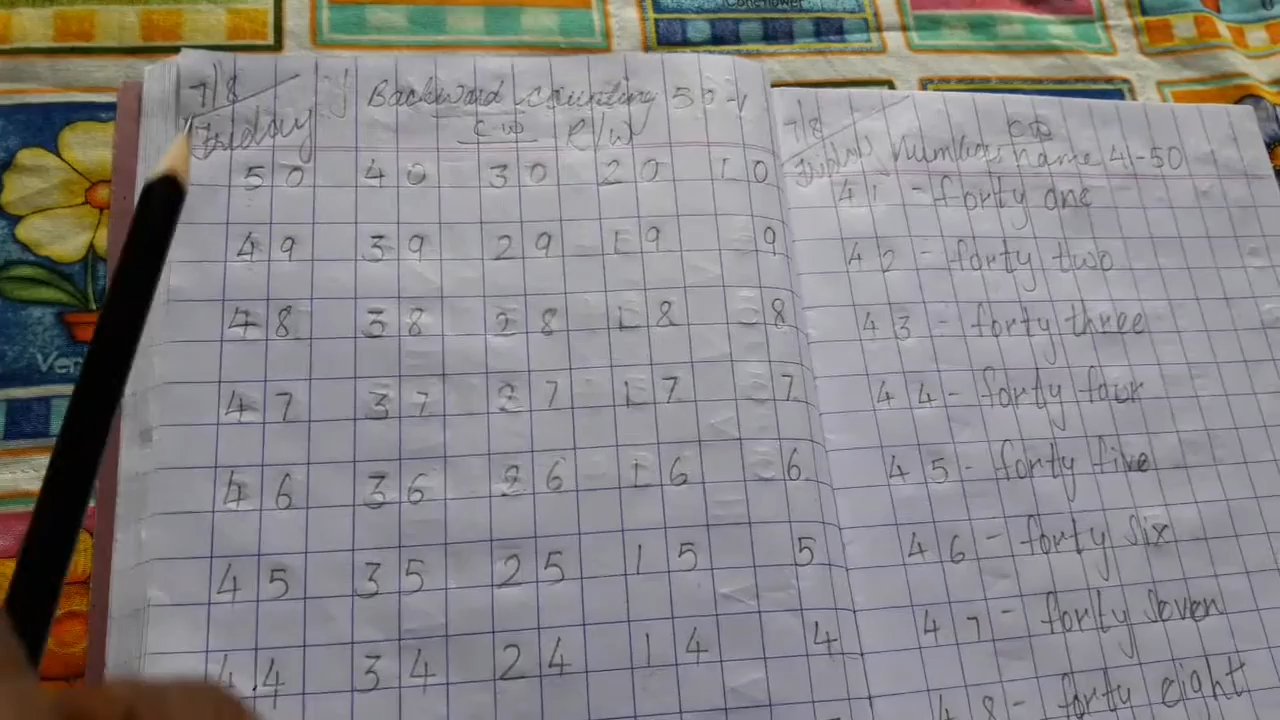 7/8
Friday
Backward counting 50-1
C.W R/W
50 40 30 20 10
49 39 29 19 9
48 38 28 18 8
47 37 27 17 7
46 36 26 16 6
45 35 25 15 5
44 34 24 14 4
7/8
C.W
Numbers name 41-50
41 - forty one
42 - forty two
43 - forty three
44 - forty four
45 - forty five
46 - forty six
47 - forty seven
48 - forty eight